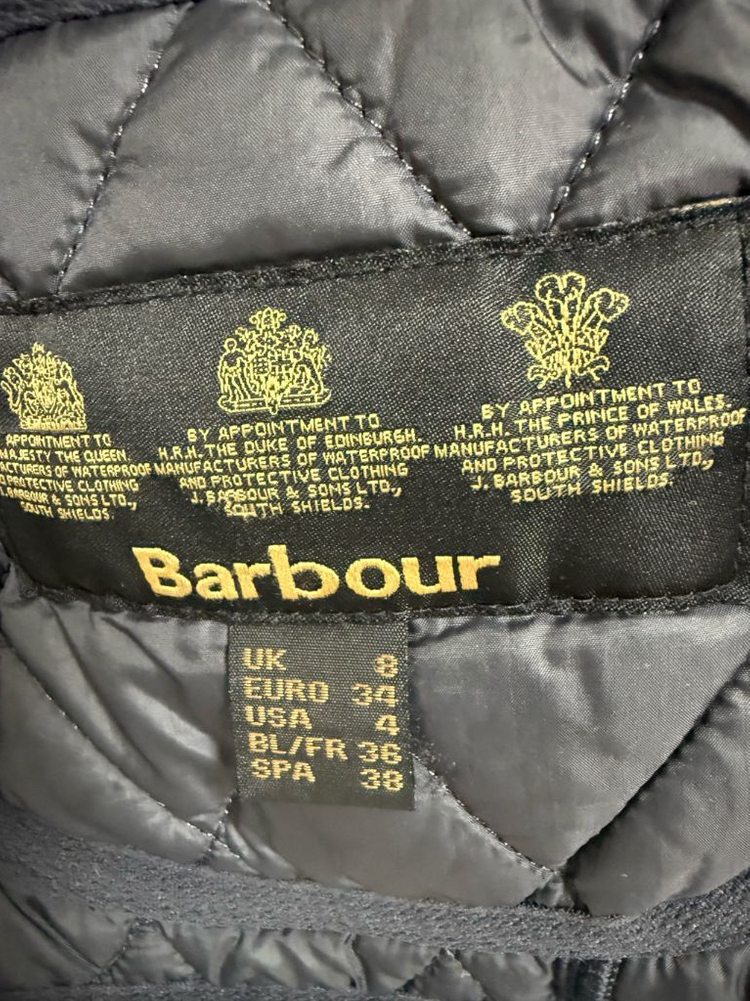 APPOINTMENT TO
MAJESTY THE QUEEN
ACTURERS OF WATERPROOF
PROTECTIVE CLOTHING
J. BARBOUR & SONS LTD.,
SOUTH SHIELDS.
BY APPOINTMENT TO
H.R.H. THE DUKE OF EDINBURGH.
MANUFACTURERS OF WATERPROOF
AND PROTECTIVE CLOTHING
J. BARBOUR & SONS LTD.,
SOUTH SHIELDS.
BY APPOINTMENT TO
H.R.H. THE PRINCE OF WALES.
MANUFACTURERS OF WATERPROOF
AND PROTECTIVE CLOTHING
J. BARBOUR & SONS LTD.,
SOUTH SHIELDS.
Barbour
UK 8
EURO 34
USA 4
BL/FR 36
SPA 38